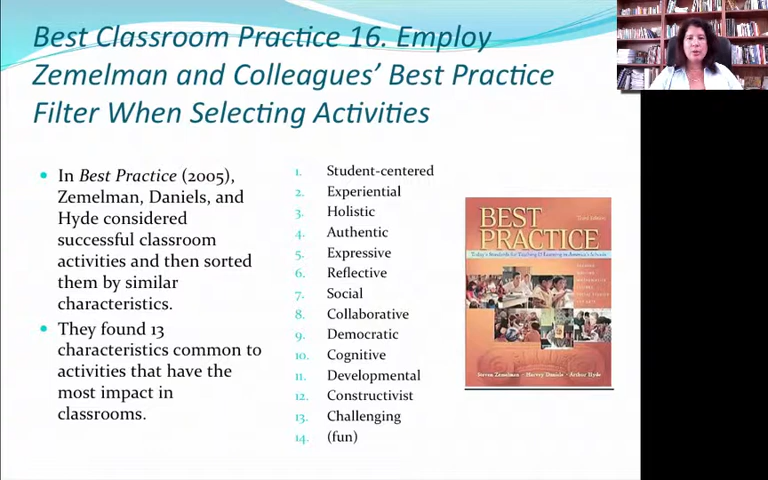 Best Classroom Practice 16. Employ
Zemelman and Colleagues’ Best Practice
Filter When Selecting Activities
• In Best Practice (2005),
Zemelman, Daniels, and
Hyde considered
successful classroom
activities and then sorted
them by similar
characteristics.
• They found 13
characteristics common to
activities that have the
most impact in
classrooms.
1. Student-centered
2. Experiential
3. Holistic
4. Authentic
5. Expressive
6. Reflective
7. Social
8. Collaborative
9. Democratic
10. Cognitive
11. Developmental
12. Constructivist
13. Challenging
14. (fun)
BEST
PRACTICE
Today's Standards for Teaching & Learning in America's Schools
Steven Zemelman • Harvey Daniels • Arthur Hyde